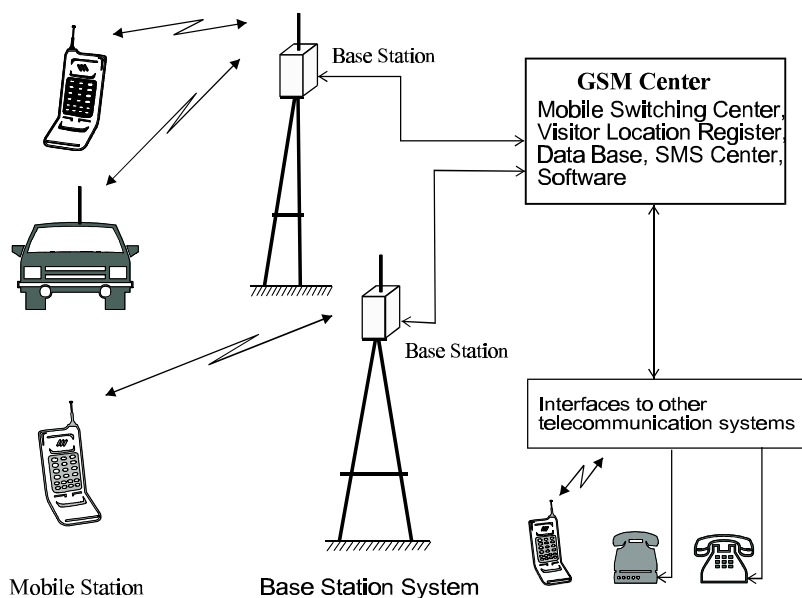 Base Station
GSM Center
Mobile Switching Center,
Visitor Location Register,
Data Base, SMS Center,
Software
Base Station
Interfaces to other
telecommunication systems
Mobile Station
Base Station System